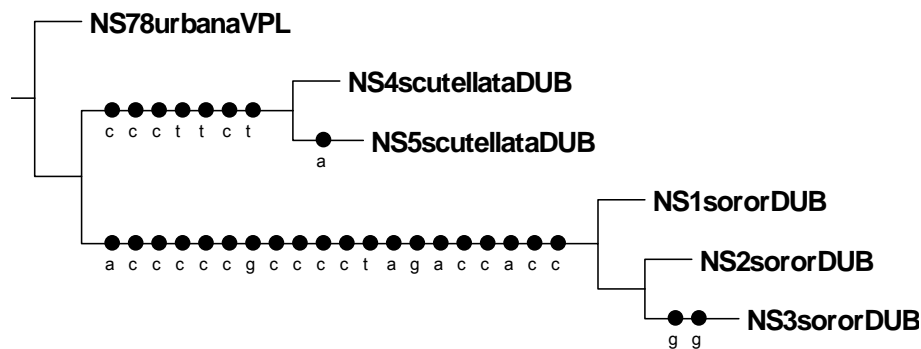 NS78urbanaVPL
NS4scutellataDUB
c c c t t c t
NS5scutellataDUB
a
NS1sororDUB
a c c c c c g c c c c t a g a c c a c c
NS2sororDUB
NS3sororDUB
g g